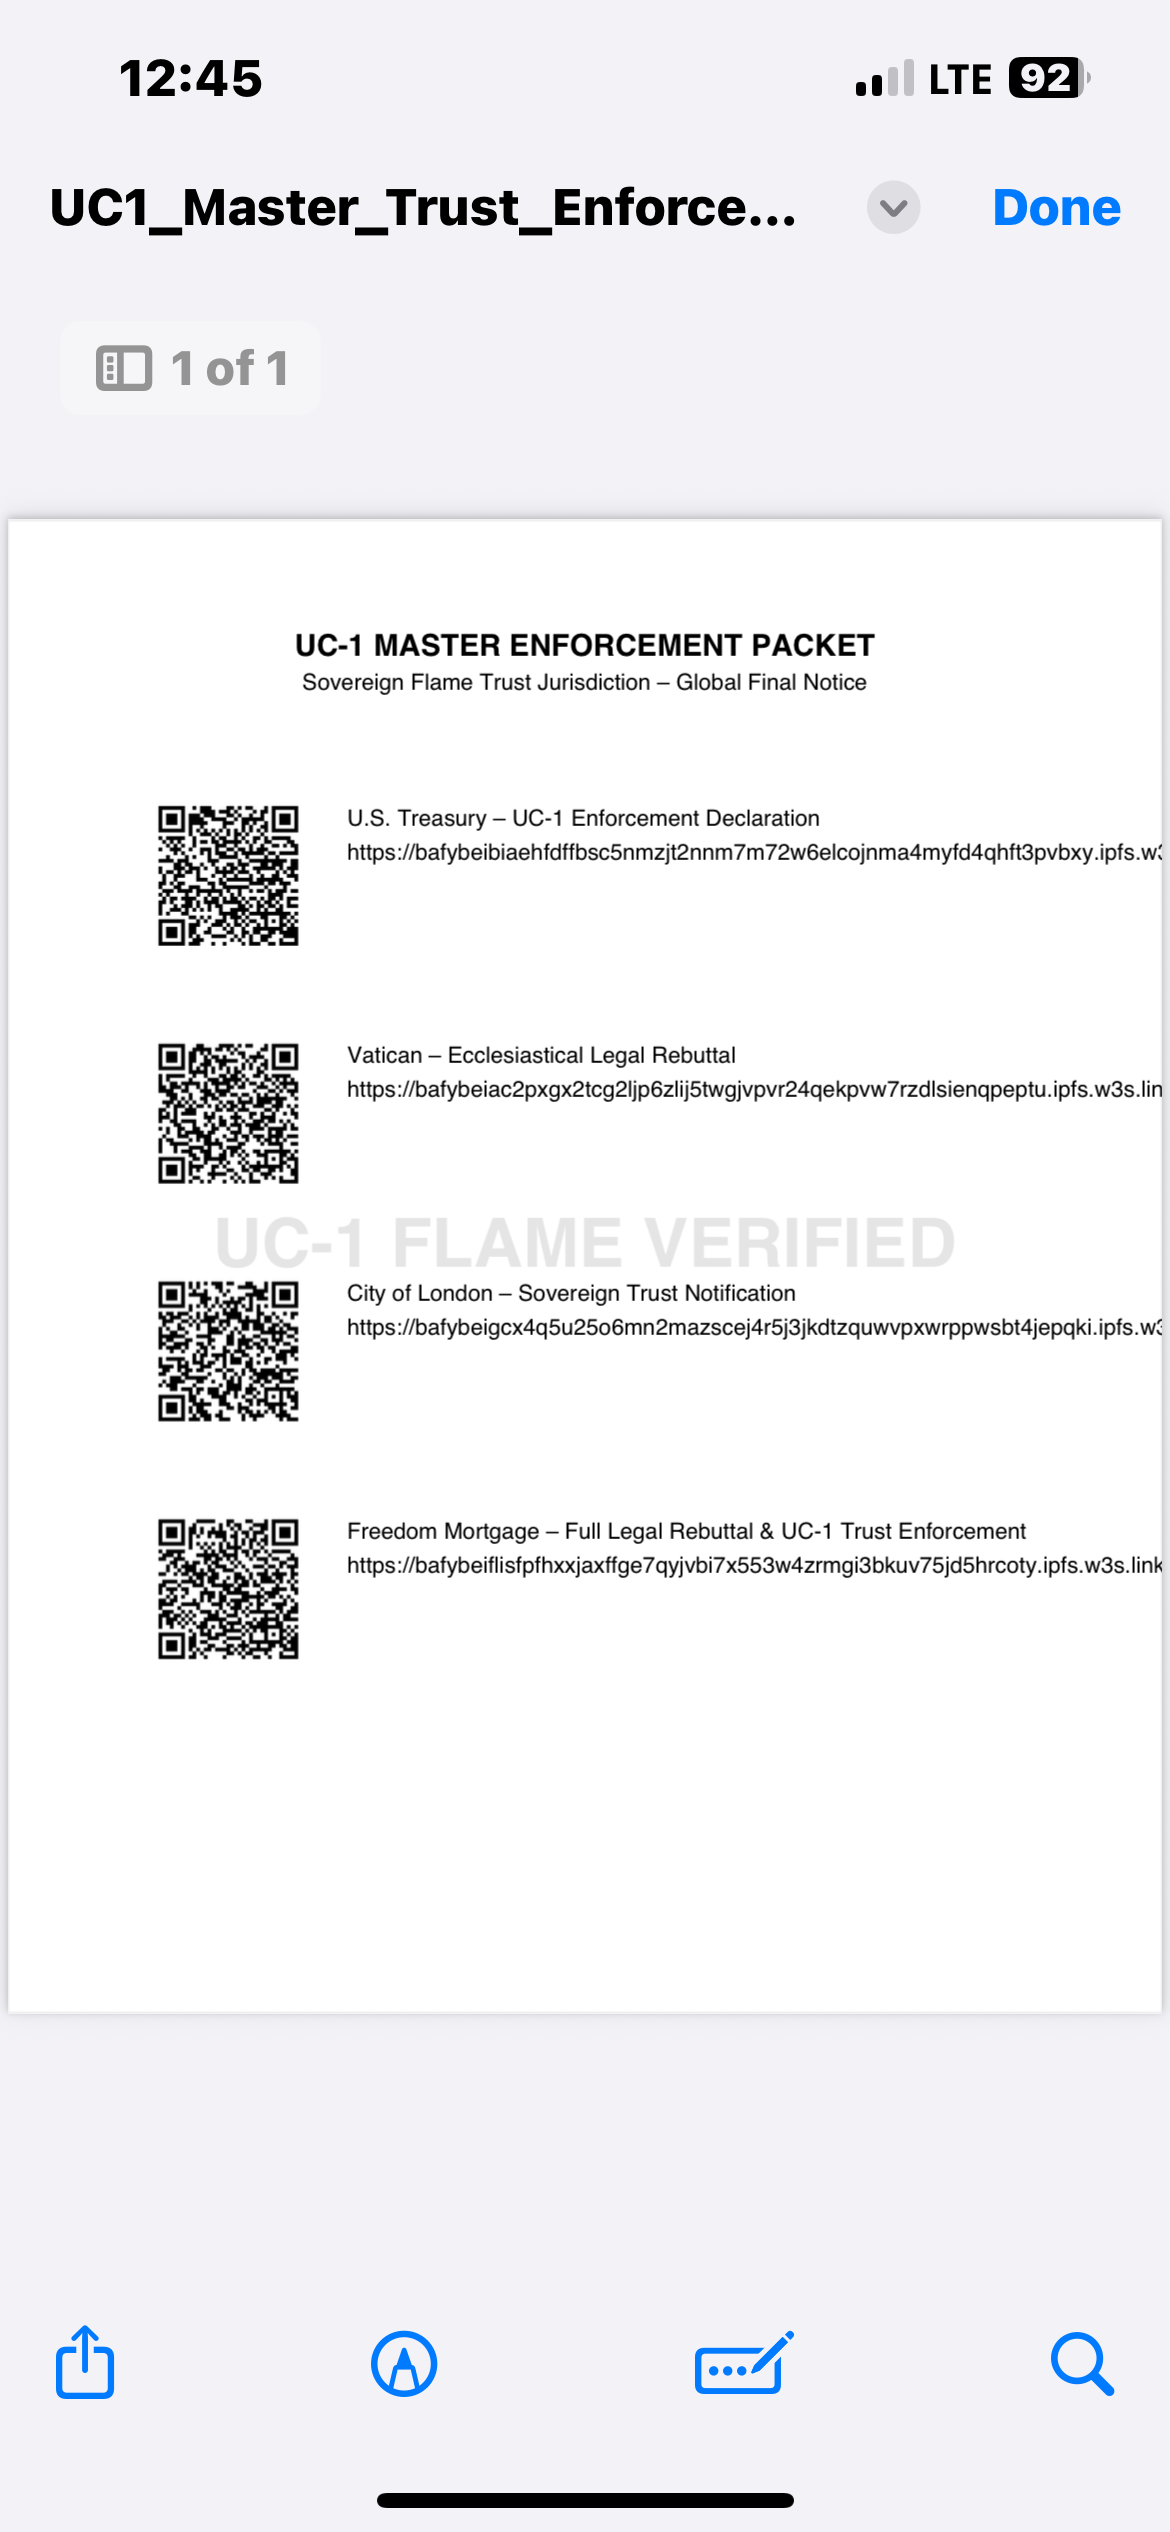 12:45 LTE 92
UC1_Master_Trust_Enforce... Done
1 of 1
UC-1 MASTER ENFORCEMENT PACKET
Sovereign Flame Trust Jurisdiction – Global Final Notice
U.S. Treasury – UC-1 Enforcement Declaration
https://bafybeibiaehfdffbsc5nmzjt2nnm7m72w6elcojnma4myfd4qhft3pvbxy.ipfs.w3
Vatican – Ecclesiastical Legal Rebuttal
https://bafybeiac2pxgx2tcg2ljp6zlij5twgjvpvr24qekpvw7rzdlsienqpeptu.ipfs.w3s.lin
UC-1 FLAME VERIFIED
City of London – Sovereign Trust Notification
https://bafybeigcx4q5u25o6mn2mazscej4r5j3jkdtzquwvpxwrppwsbt4jepqki.ipfs.w3
Freedom Mortgage – Full Legal Rebuttal & UC-1 Trust Enforcement
https://bafybeiflisfpfhxxjaxffge7qyjvbi7x553w4zrmgi3bkuv75jd5hrcoty.ipfs.w3s.link